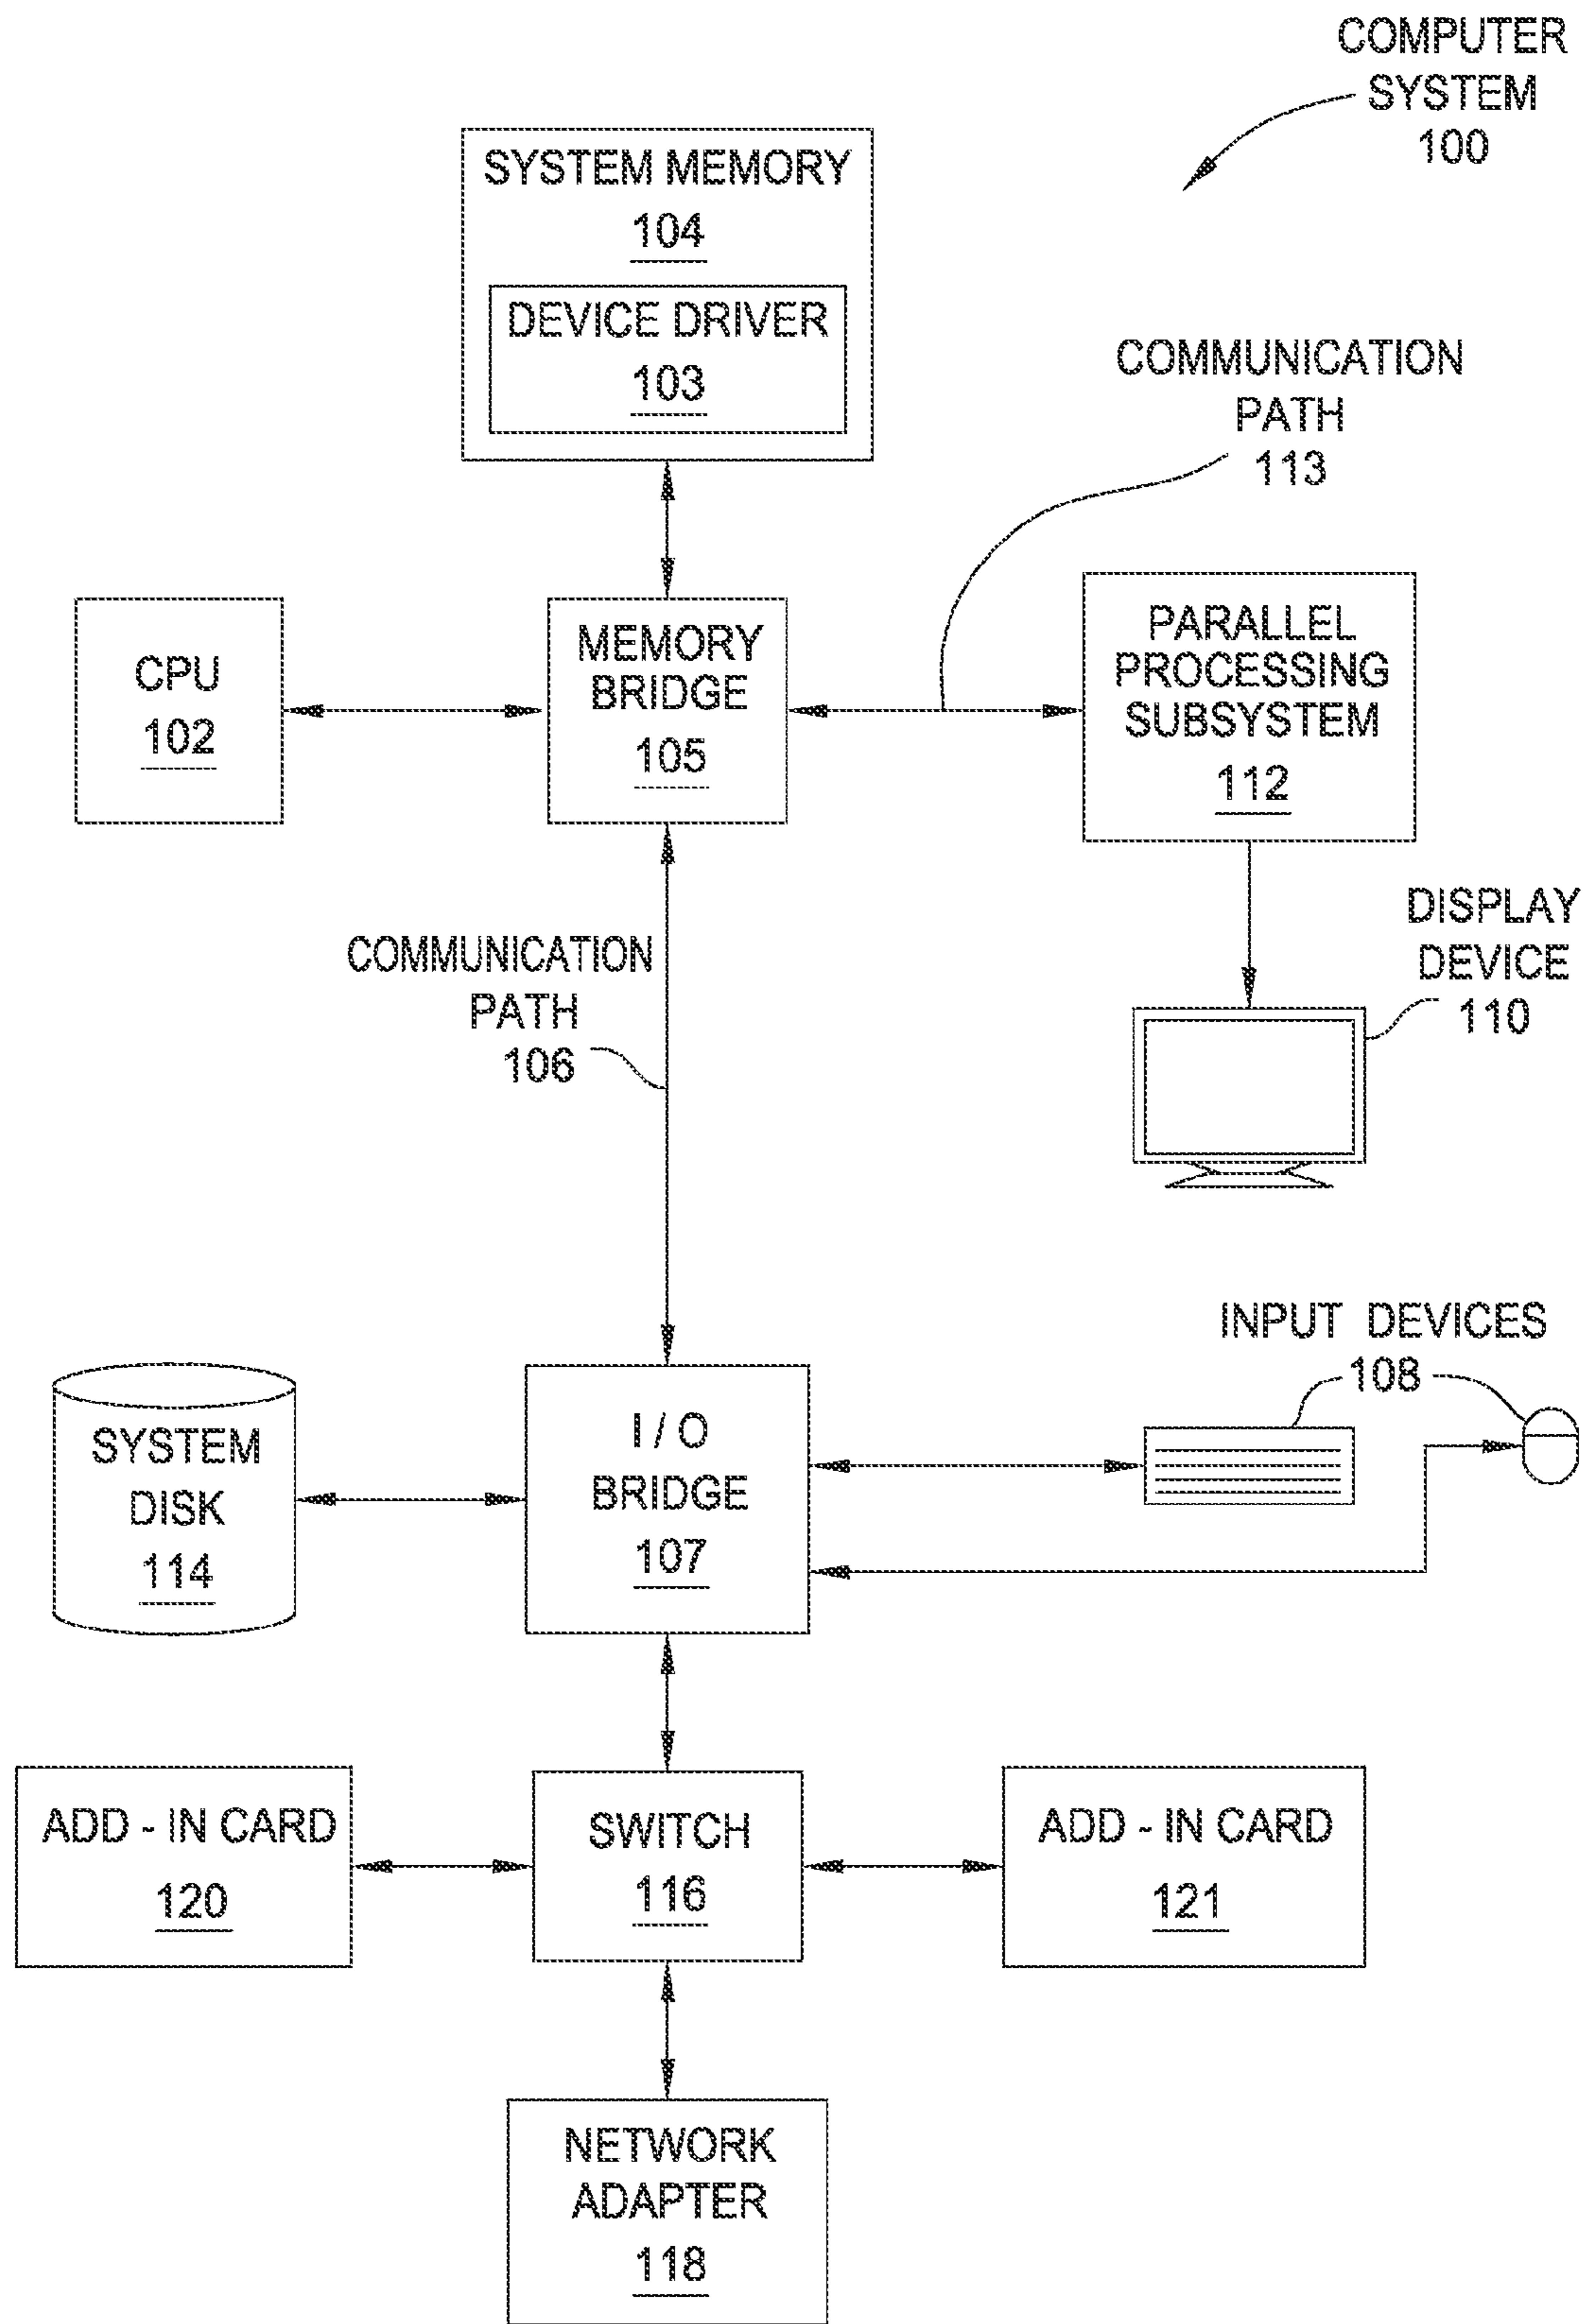 COMPUTER
SYSTEM
100
SYSTEM MEMORY
104
DEVICE DRIVER
103
COMMUNICATION
PATH
113
CPU
102
MEMORY
BRIDGE
105
PARALLEL
PROCESSING
SUBSYSTEM
112
DISPLAY
DEVICE
110
COMMUNICATION
PATH
106
INPUT DEVICES
108
SYSTEM
DISK
114
I / O
BRIDGE
107
ADD - IN CARD
120
SWITCH
116
ADD - IN CARD
121
NETWORK
ADAPTER
118